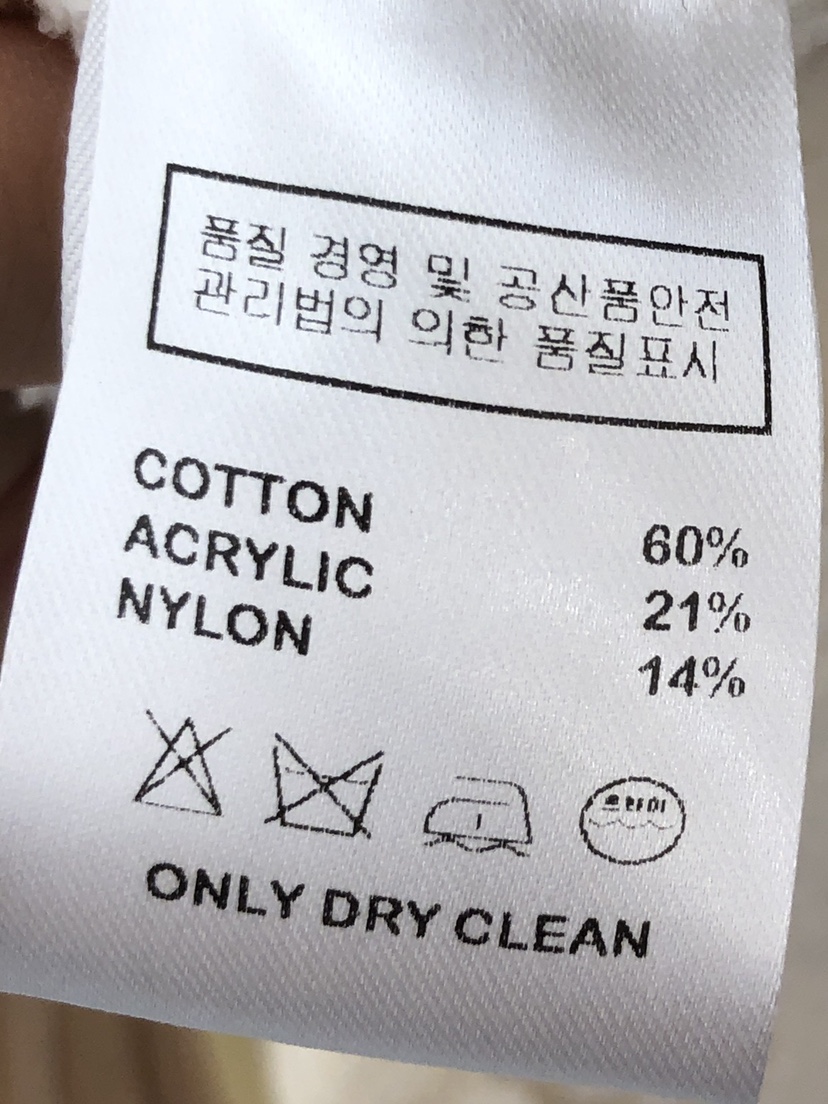 품질 경영 및 공산품안전
관리법의 의한 품질표시
COTTON 60%
ACRYLIC 21%
NYLON 14%
ONLY DRY CLEAN